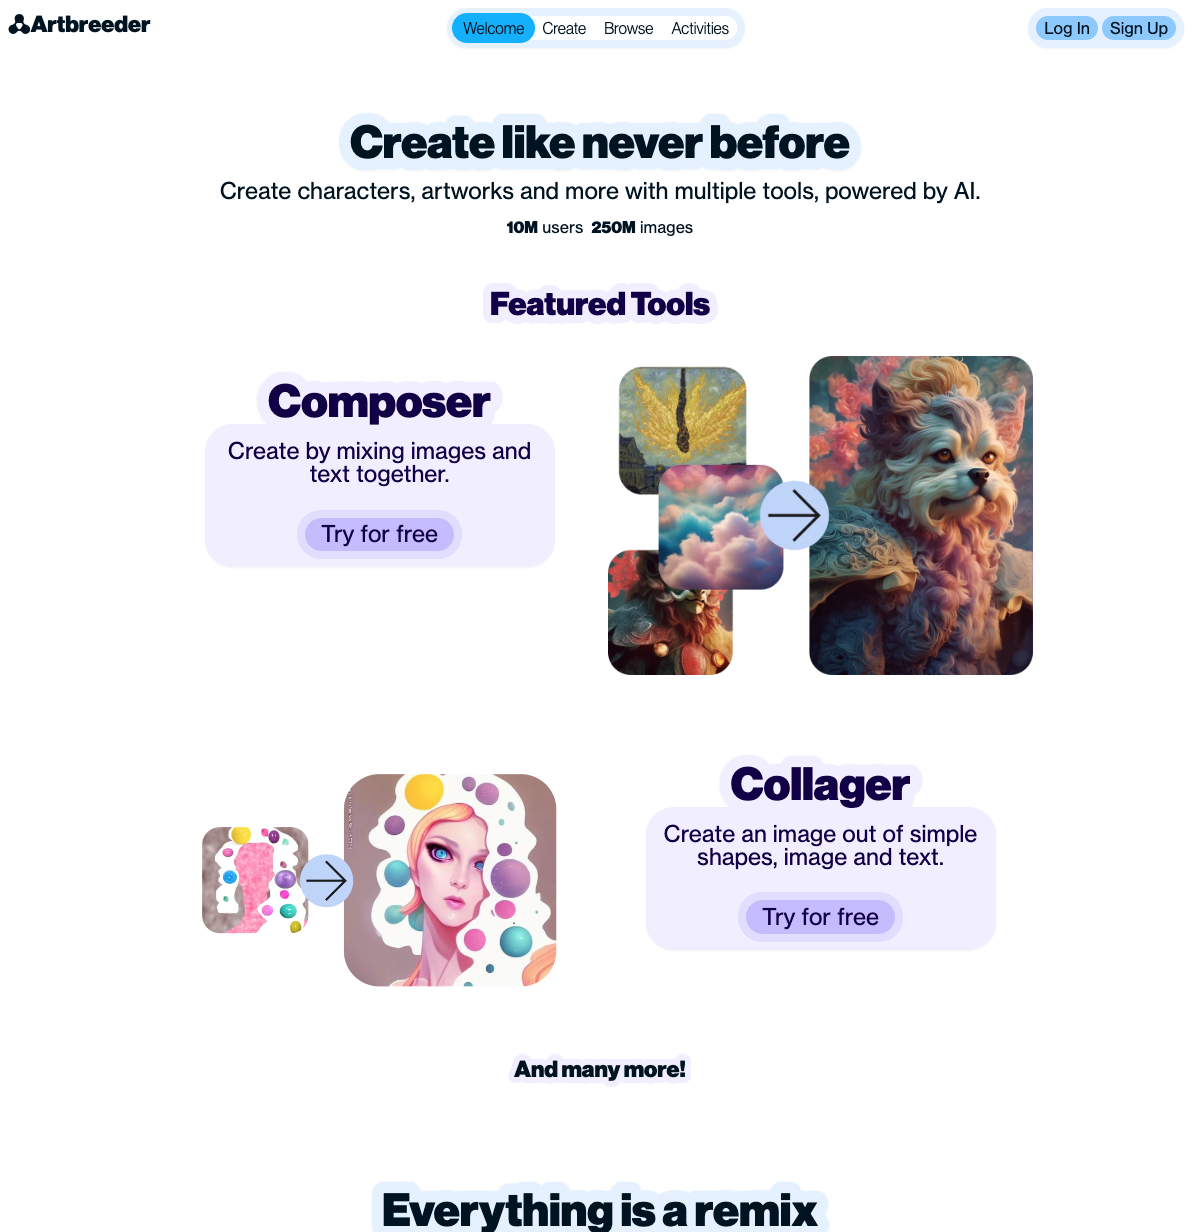 Artbreeder
Welcome Create Browse Activities
Log In Sign Up
Create like never before
Create characters, artworks and more with multiple tools, powered by AI.
10M users 250M images
Featured Tools
Composer
Create by mixing images and
text together.
Try for free
Collager
Create an image out of simple
shapes, image and text.
Try for free
And many more!
Everything is a remix